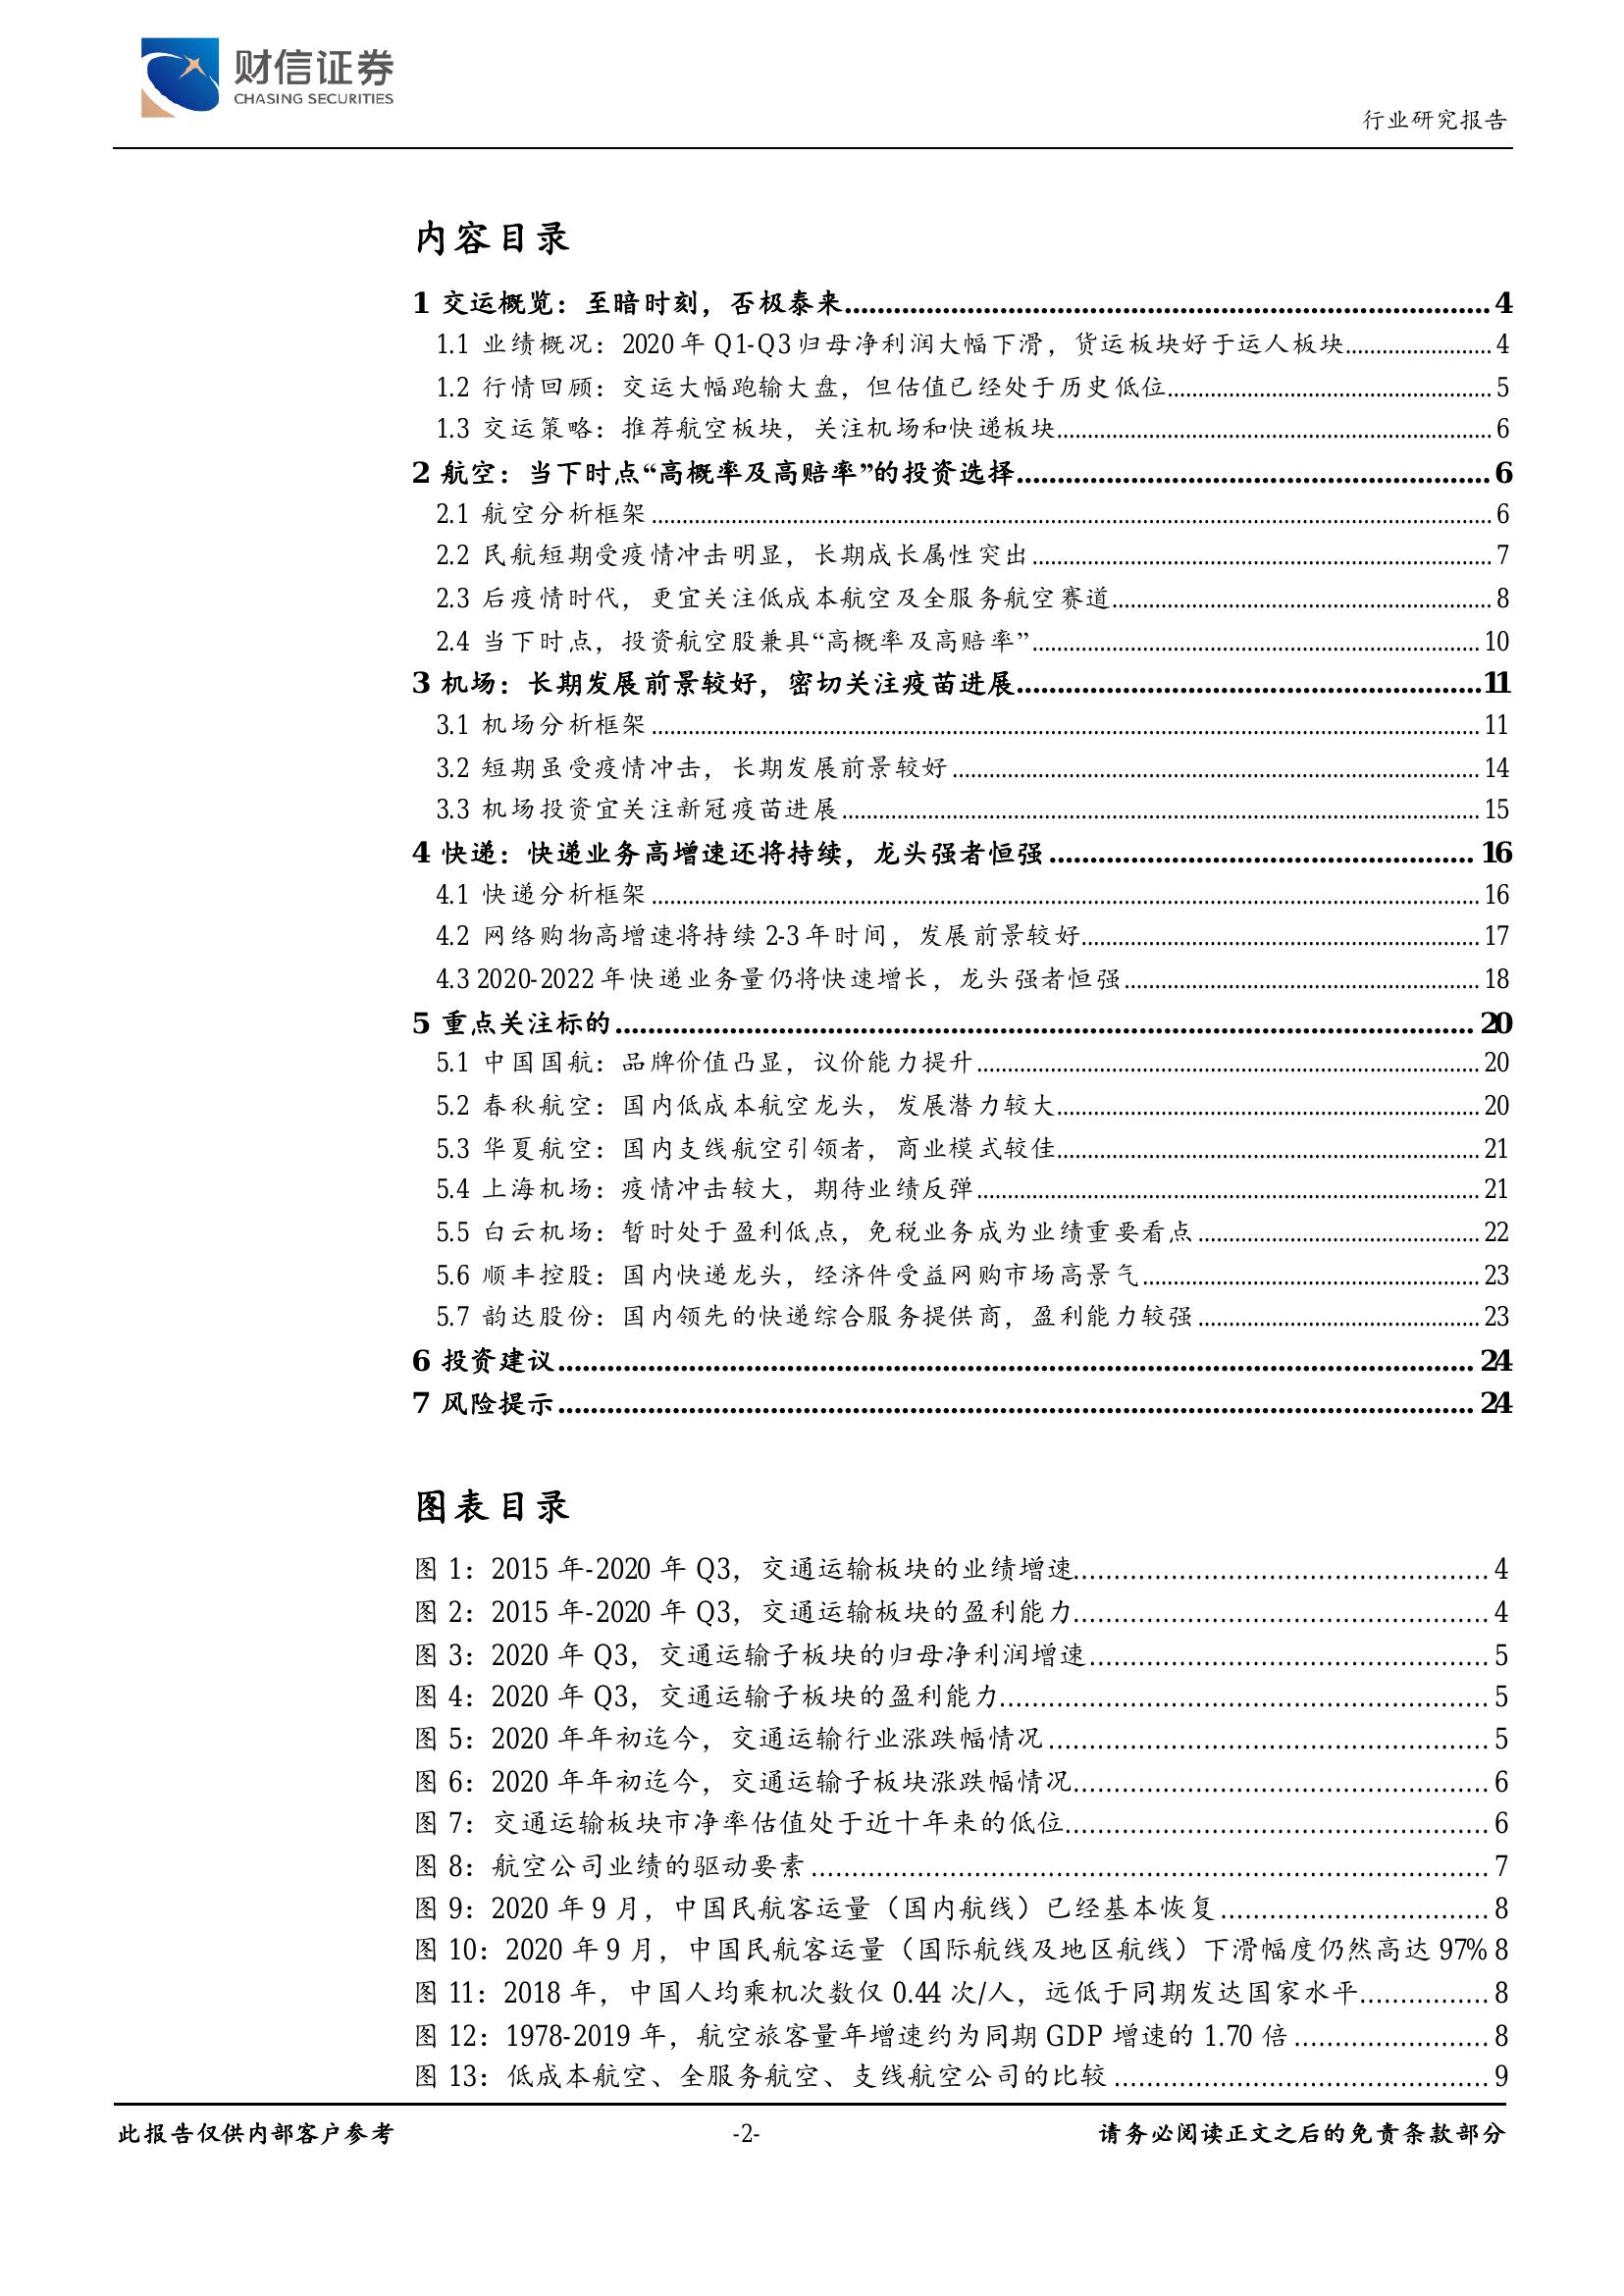 财信证券
CHASING SECURITIES
行业研究报告
内容目录
1 交运概览：至暗时刻，否极泰来................................................................................ 4
1.1 业绩概况：2020 年 Q1-Q3 归母净利润大幅下滑，货运板块好于运人板块........................ 4
1.2 行情回顾：交运大幅跑输大盘，但估值已经处于历史低位..................................................... 5
1.3 交运策略：推荐航空板块，关注机场和快递板块....................................................................... 6
2 航空：当下时点“高概率及高赔率”的投资选择.......................................................... 6
2.1 航空分析框架......................................................................................................................................... 6
2.2 民航短期受疫情冲击明显，长期成长属性突出........................................................................... 7
2.3 后疫情时代，更宜关注低成本航空及全服务航空赛道.............................................................. 8
2.4 当下时点，投资航空股兼具“高概率及高赔率”......................................................................... 10
3 机场：长期发展前景较好，密切关注疫苗进展.........................................................11
3.1 机场分析框架....................................................................................................................................... 11
3.2 短期虽受疫情冲击，长期发展前景较好...................................................................................... 14
3.3 机场投资宜关注新冠疫苗进展........................................................................................................ 15
4 快递：快递业务高增速还将持续，龙头强者恒强.................................................... 16
4.1 快递分析框架....................................................................................................................................... 16
4.2 网络购物高增速将持续 2-3 年时间，发展前景较好................................................................. 17
4.3 2020-2022 年快递业务量仍将快速增长，龙头强者恒强.......................................................... 18
5 重点关注标的......................................................................................................... 20
5.1 中国国航：品牌价值凸显，议价能力提升.................................................................................. 20
5.2 春秋航空：国内低成本航空龙头，发展潜力较大..................................................................... 20
5.3 华夏航空：国内支线航空引领者，商业模式较佳..................................................................... 21
5.4 上海机场：疫情冲击较大，期待业绩反弹.................................................................................. 21
5.5 白云机场：暂时处于盈利低点，免税业务成为业绩重要看点.............................................. 22
5.6 顺丰控股：国内快递龙头，经济件受益网购市场高景气....................................................... 23
5.7 韵达股份：国内领先的快递综合服务提供商，盈利能力较强.............................................. 23
6 投资建议................................................................................................................ 24
7 风险提示................................................................................................................ 24
图表目录
图 1：2015 年-2020 年 Q3，交通运输板块的业绩增速................................................... 4
图 2：2015 年-2020 年 Q3，交通运输板块的盈利能力................................................... 4
图 3：2020 年 Q3，交通运输子板块的归母净利润增速................................................. 5
图 4：2020 年 Q3，交通运输子板块的盈利能力............................................................ 5
图 5：2020 年年初迄今，交通运输行业涨跌幅情况...................................................... 5
图 6：2020 年年初迄今，交通运输子板块涨跌幅情况................................................... 6
图 7：交通运输板块市净率估值处于近十年来的低位.................................................... 6
图 8：航空公司业绩的驱动要素................................................................................... 7
图 9：2020 年 9 月，中国民航客运量（国内航线）已经基本恢复................................. 8
图 10：2020 年 9 月，中国民航客运量（国际航线及地区航线）下滑幅度仍然高达 97% 8
图 11：2018 年，中国人均乘机次数仅 0.44 次/人，远低于同期发达国家水平................ 8
图 12：1978-2019 年，航空旅客量年增速约为同期 GDP 增速的 1.70 倍........................ 8
图 13：低成本航空、全服务航空、支线航空公司的比较.............................................. 9
此报告仅供内部客户参考
-2-
请务必阅读正文之后的免责条款部分